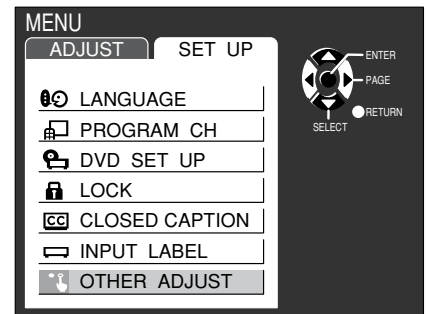 MENU
ADJUST SET UP
LANGUAGE
PROGRAM CH
DVD SET UP
LOCK
CC CLOSED CAPTION
INPUT LABEL
OTHER ADJUST
ENTER
PAGE
RETURN
SELECT